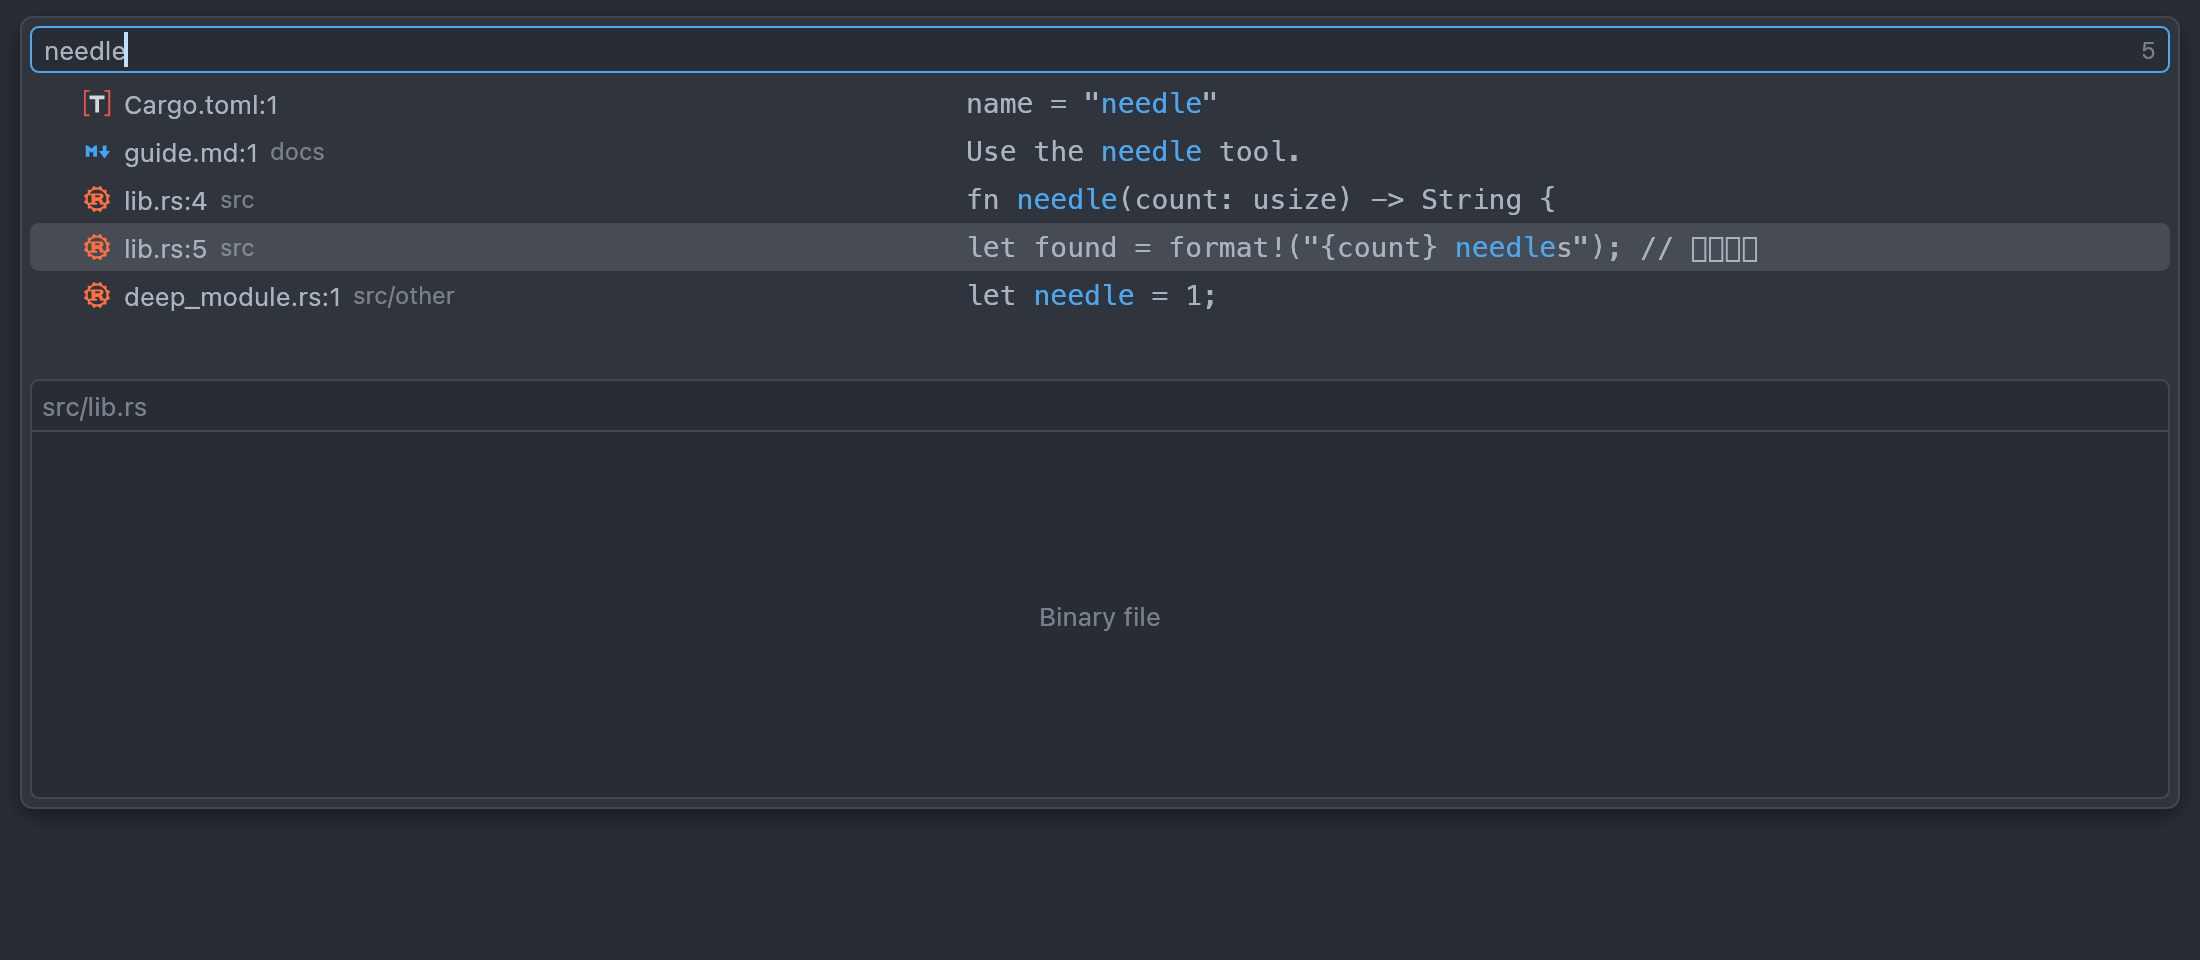 needle 5
Cargo.toml:1 name = "needle"
guide.md:1 docs Use the needle tool.
lib.rs:4 src fn needle(count: usize) -> String {
lib.rs:5 src let found = format!("{count} needles"); //
deep_module.rs:1 src/other let needle = 1;
src/lib.rs
Binary file